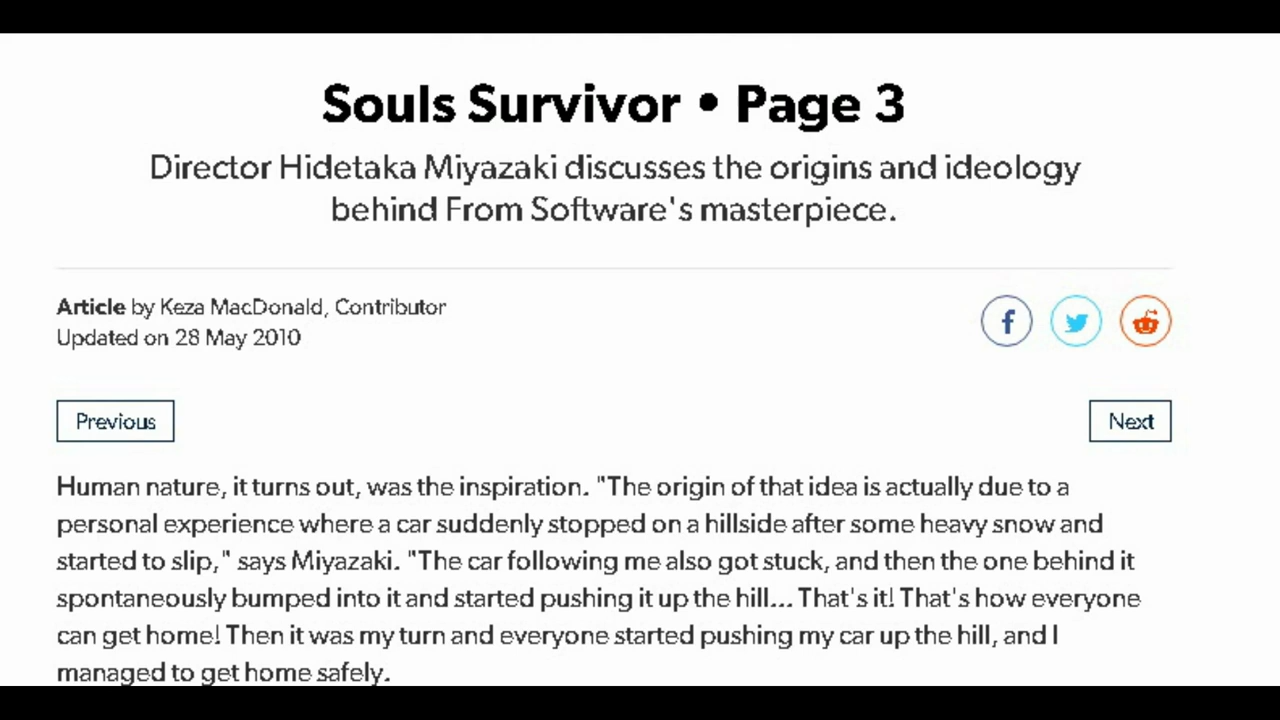 Souls Survivor • Page 3
Director Hidetaka Miyazaki discusses the origins and ideology
behind From Software's masterpiece.
Article by Keza MacDonald, Contributor
Updated on 28 May 2010
Previous
Next
Human nature, it turns out, was the inspiration. "The origin of that idea is actually due to a
personal experience where a car suddenly stopped on a hillside after some heavy snow and
started to slip," says Miyazaki. "The car following me also got stuck, and then the one behind it
spontaneously bumped into it and started pushing it up the hill... That's it! That's how everyone
can get home! Then it was my turn and everyone started pushing my car up the hill, and I
managed to get home safely.